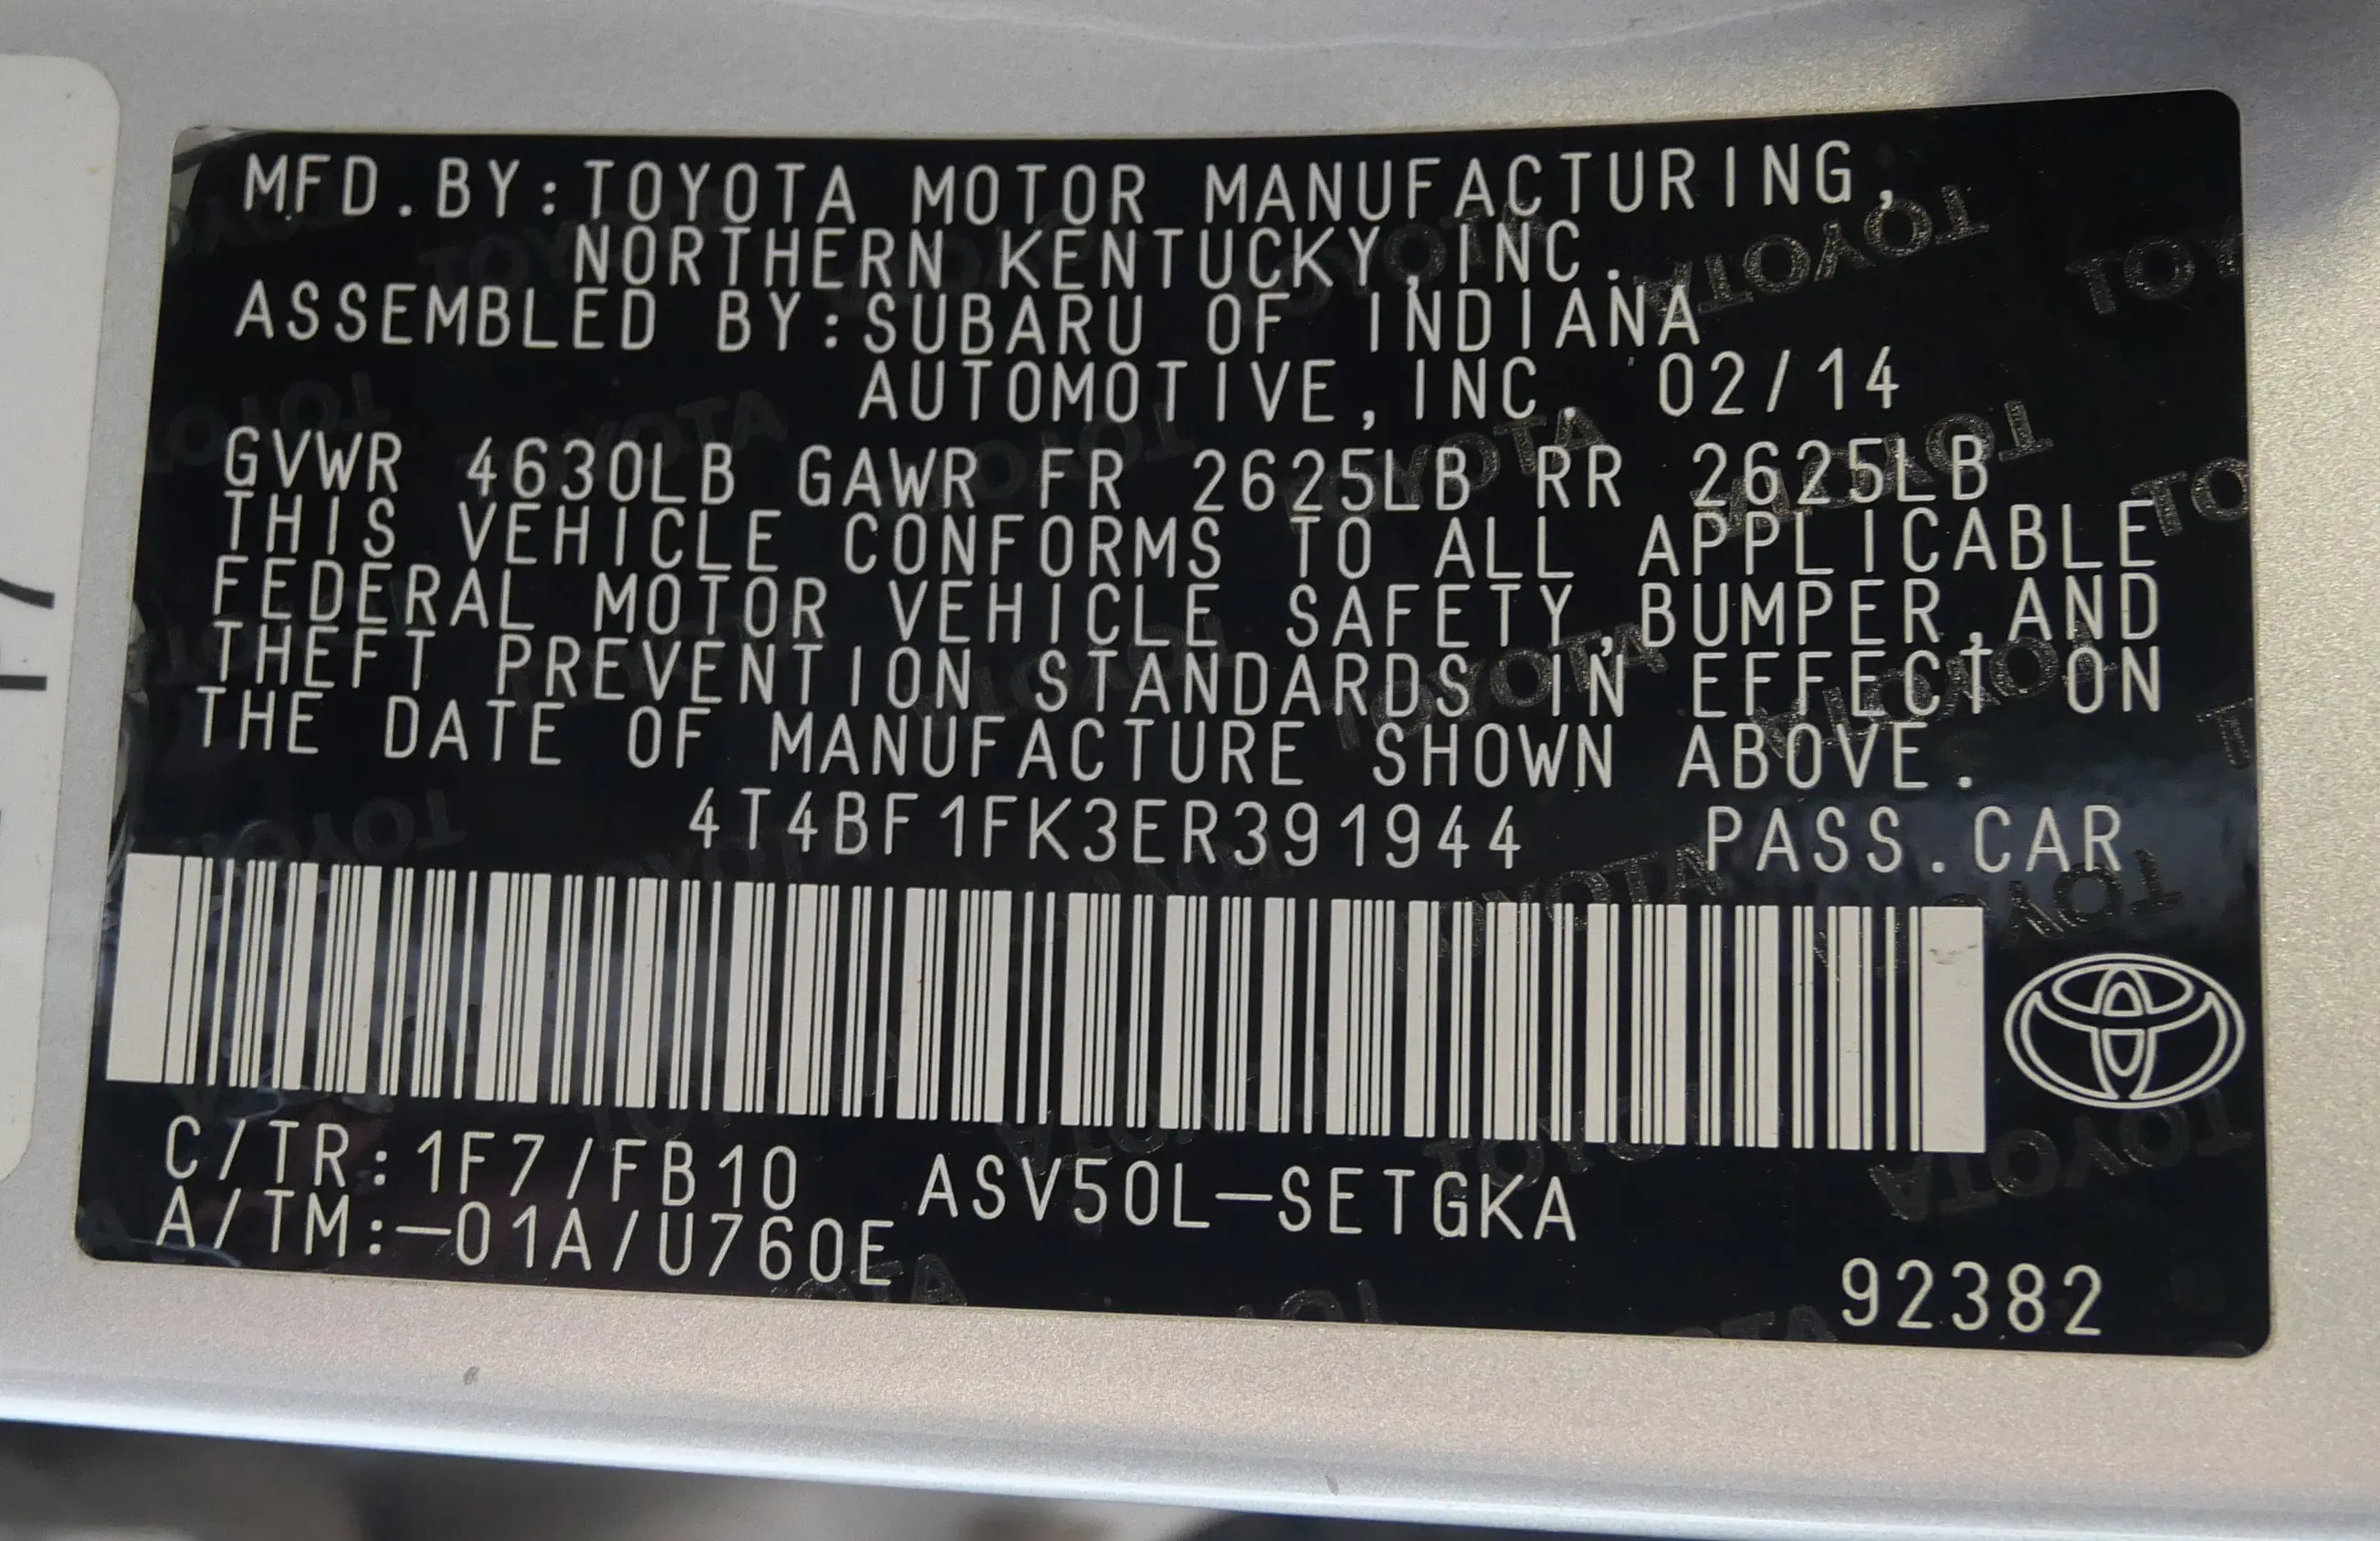 MFD.BY:TOYOTA MOTOR MANUFACTURING,
NORTHERN KENTUCKY,INC.
ASSEMBLED BY:SUBARU OF INDIANA
AUTOMOTIVE,INC. 02/14
GVWR 4630LB GAWR FR 2625LB RR 2625LB
THIS VEHICLE CONFORMS TO ALL APPLICABLE
FEDERAL MOTOR VEHICLE SAFETY,BUMPER,AND
THEFT PREVENTION STANDARDS IN EFFECT ON
THE DATE OF MANUFACTURE SHOWN ABOVE.
4T4BF1FK3ER391944 PASS.CAR
C/TR:1F7/FB10 ASV50L-SETGKA
A/TM:-01A/U760E
92382